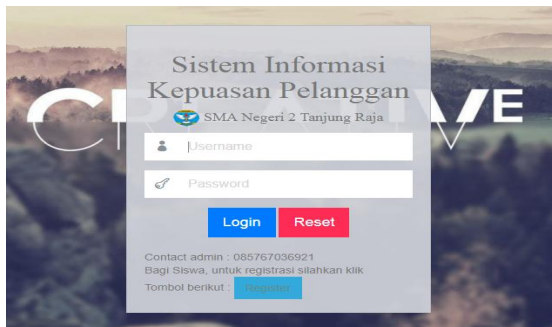 Sistem Informasi
Kepuasan Pelanggan
SMA Negeri 2 Tanjung Raja
Username
Password
Login Reset
Contact admin : 085767036921
Bagi Siswa, untuk registrasi silahkan klik
Tombol berikut : Register